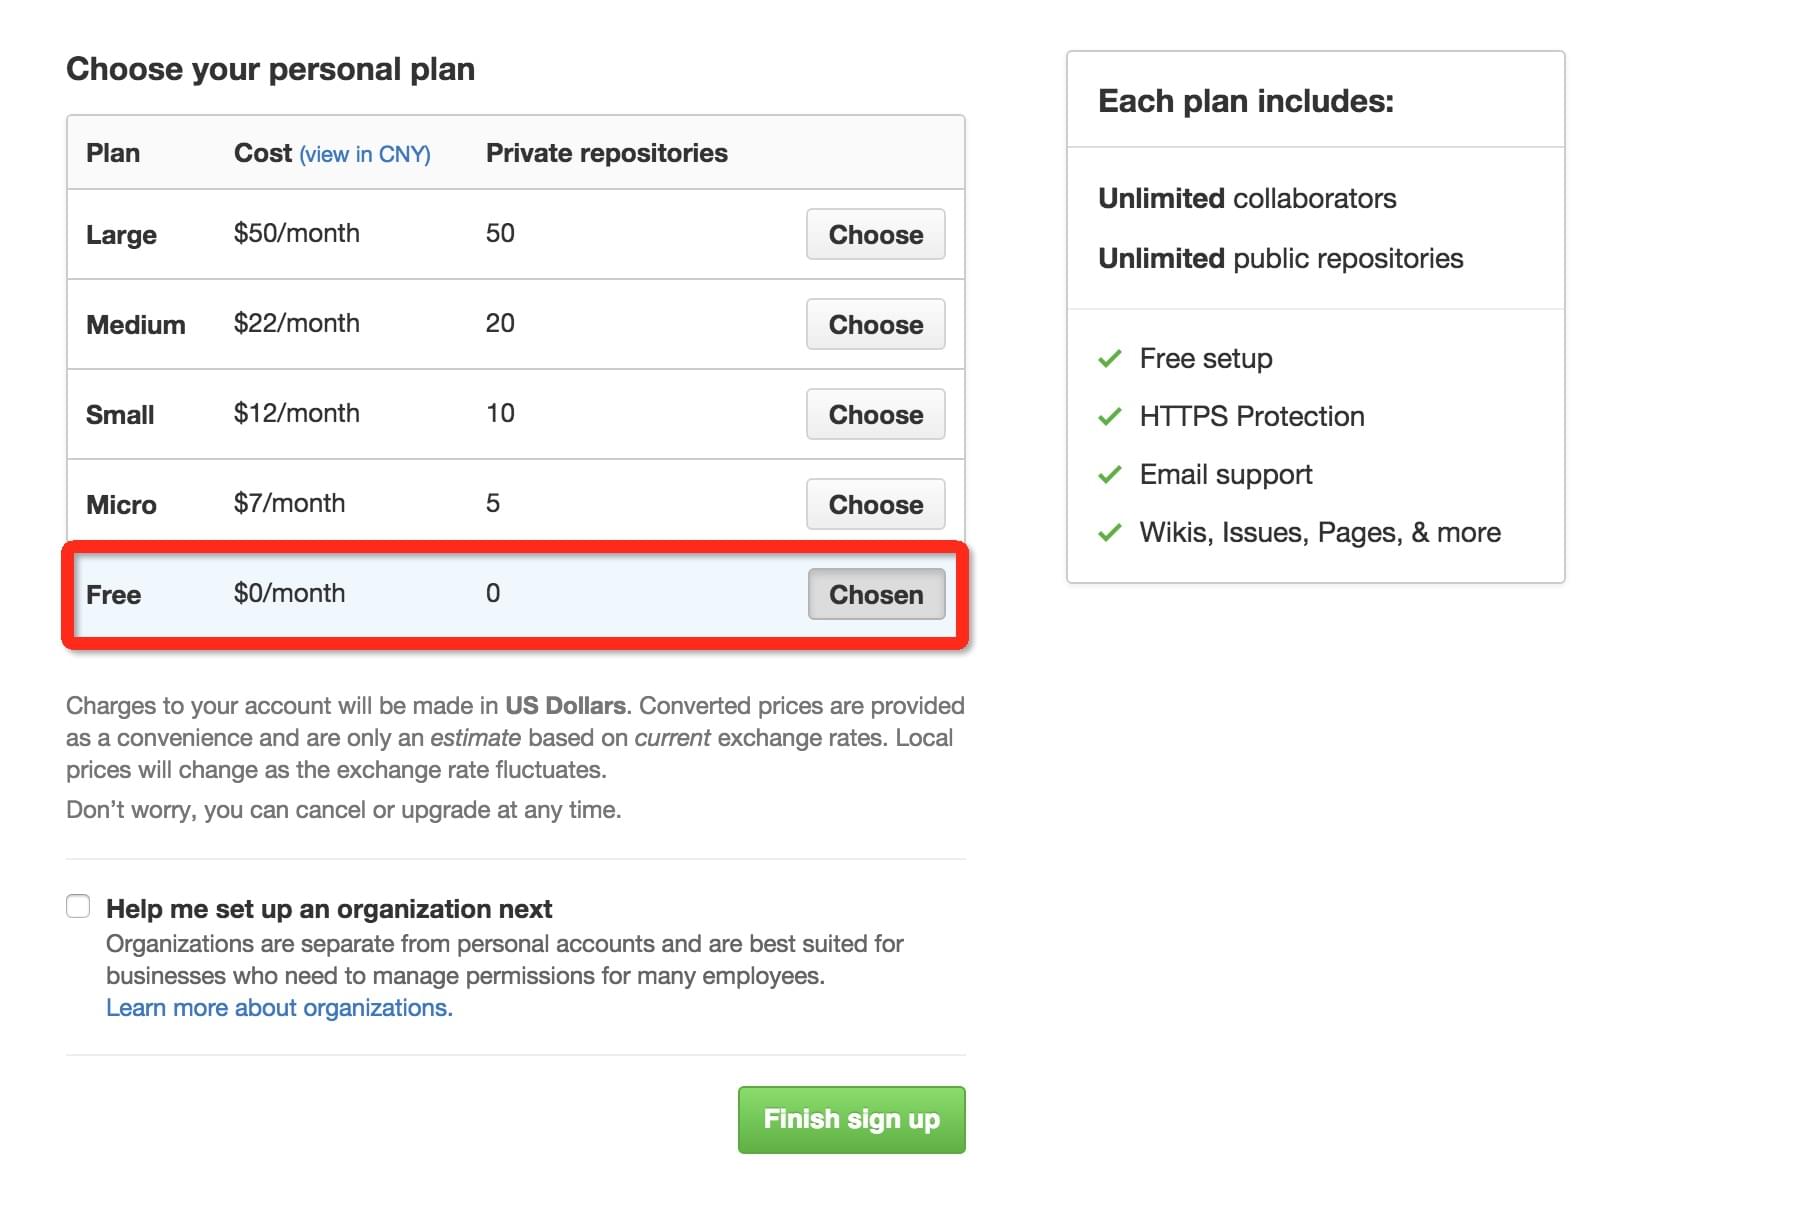 Choose your personal plan
Plan Cost (view in CNY) Private repositories
Large $50/month 50 Choose
Medium $22/month 20 Choose
Small $12/month 10 Choose
Micro $7/month 5 Choose
Free $0/month 0 Chosen
Charges to your account will be made in US Dollars. Converted prices are provided
as a convenience and are only an estimate based on current exchange rates. Local
prices will change as the exchange rate fluctuates.
Don’t worry, you can cancel or upgrade at any time.
Help me set up an organization next
Organizations are separate from personal accounts and are best suited for
businesses who need to manage permissions for many employees.
Learn more about organizations.
Finish sign up
Each plan includes:
Unlimited collaborators
Unlimited public repositories
Free setup
HTTPS Protection
Email support
Wikis, Issues, Pages, & more